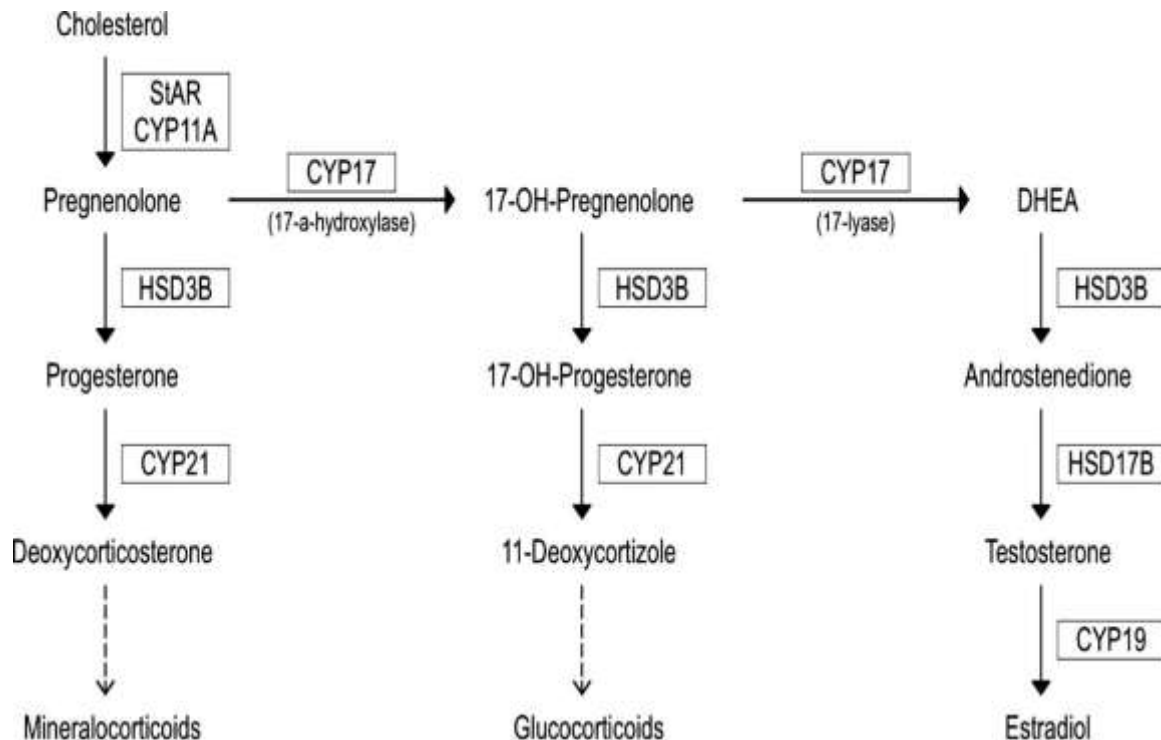 Cholesterol
StAR
CYP11A
CYP17
CYP17
Pregnenolone
17-OH-Pregnenolone
DHEA
(17-a-hydroxylase)
(17-lyase)
HSD3B
HSD3B
HSD3B
Progesterone
17-OH-Progesterone
Androstenedione
CYP21
CYP21
HSD17B
Deoxycorticosterone
11-Deoxycortizole
Testosterone
CYP19
Mineralocorticoids
Glucocorticoids
Estradiol